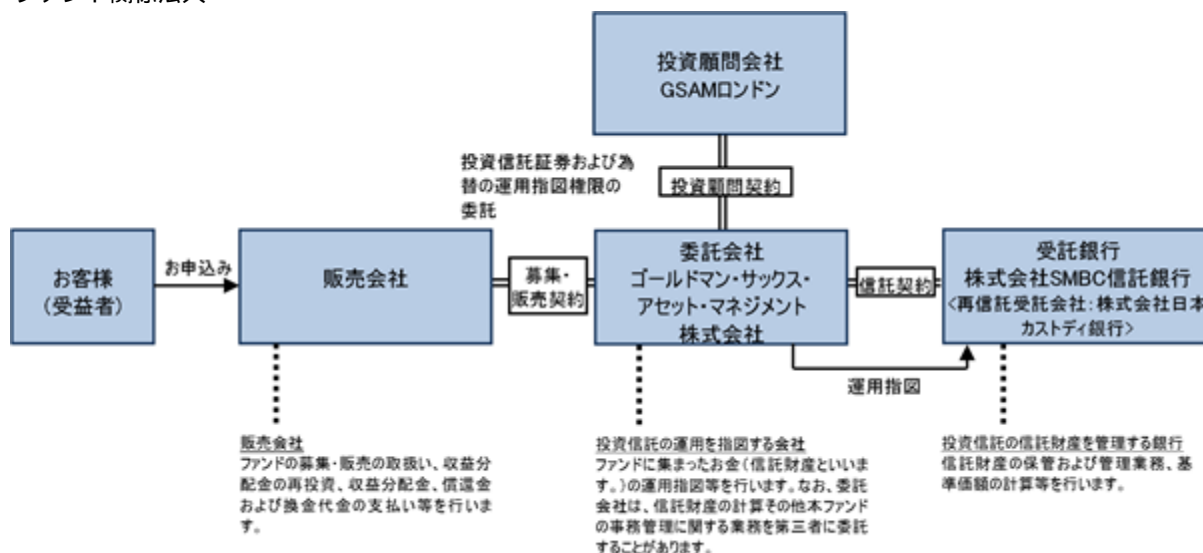 投資顧問会社
GSAMロンドン
投資信託証券および為
替の運用指図権限の
委託
投資顧問契約
お客様
(受益者)
お申込み
販売会社
募集・
販売契約
委託会社
ゴールドマン・サックス・
アセット・マネジメント
株式会社
信託契約
受託銀行
株式会社SMBC信託銀行
<再信託受託会社:株式会社日本
カストディ銀行>
運用指図
販売会社
ファンドの募集・販売の取扱い、収益分
配金の再投資、収益分配金、償還金
および換金代金の支払い等を行いま
す。
投資信託の運用を指図する会社
ファンドに集まったお金(信託財産といいま
す。)の運用指図等を行います。なお、委託
会社は、信託財産の計算その他本ファンド
の事務管理に関する業務を第三者に委託
することがあります。
投資信託の信託財産を管理する銀行
信託財産の保管および管理業務、基
準価額の計算等を行います。